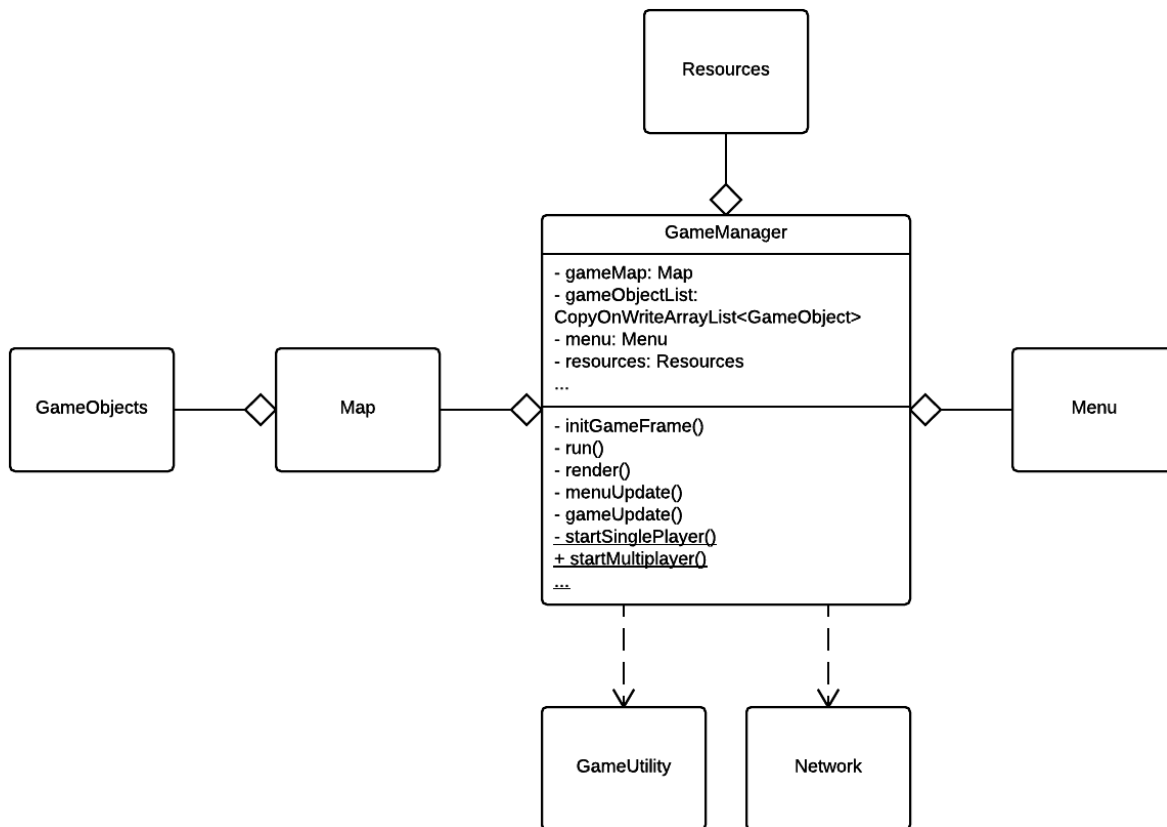 Resources
GameManager
- gameMap: Map
- gameObjectList:
CopyOnWriteArrayList<GameObject>
- menu: Menu
- resources: Resources
...
GameObjects
Map
Menu
- initGameFrame()
- run()
- render()
- menuUpdate()
- gameUpdate()
- startSinglePlayer()
+ startMultiplayer()
...
GameUtility
Network